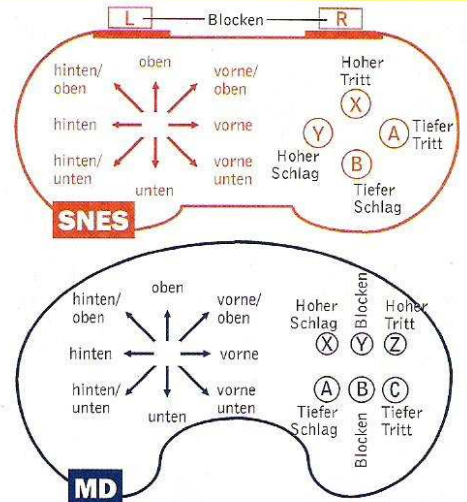 L Blocken R
hinten/
oben
oben
vorne/
oben
hinten
vorne
hinten/
unten
unten
vorne
unten
Hoher
Tritt
X
Y
A
Hoher
Schlag
Tiefer
Tritt
B
Tiefer
Schlag
SNES
hinten/
oben
oben
vorne/
oben
hinten
vorne
hinten/
unten
unten
vorne
unten
Hoher
Schlag
Blocken
Hoher
Tritt
X Y Z
A B C
Tiefer
Schlag
Blocken
Tiefer
Tritt
MD